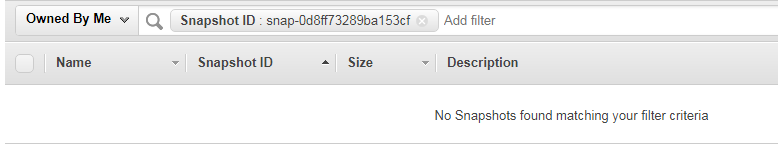 Owned By Me Snapshot ID : snap-0d8ff73289ba153cf Add filter
Name Snapshot ID Size Description
No Snapshots found matching your filter criteria